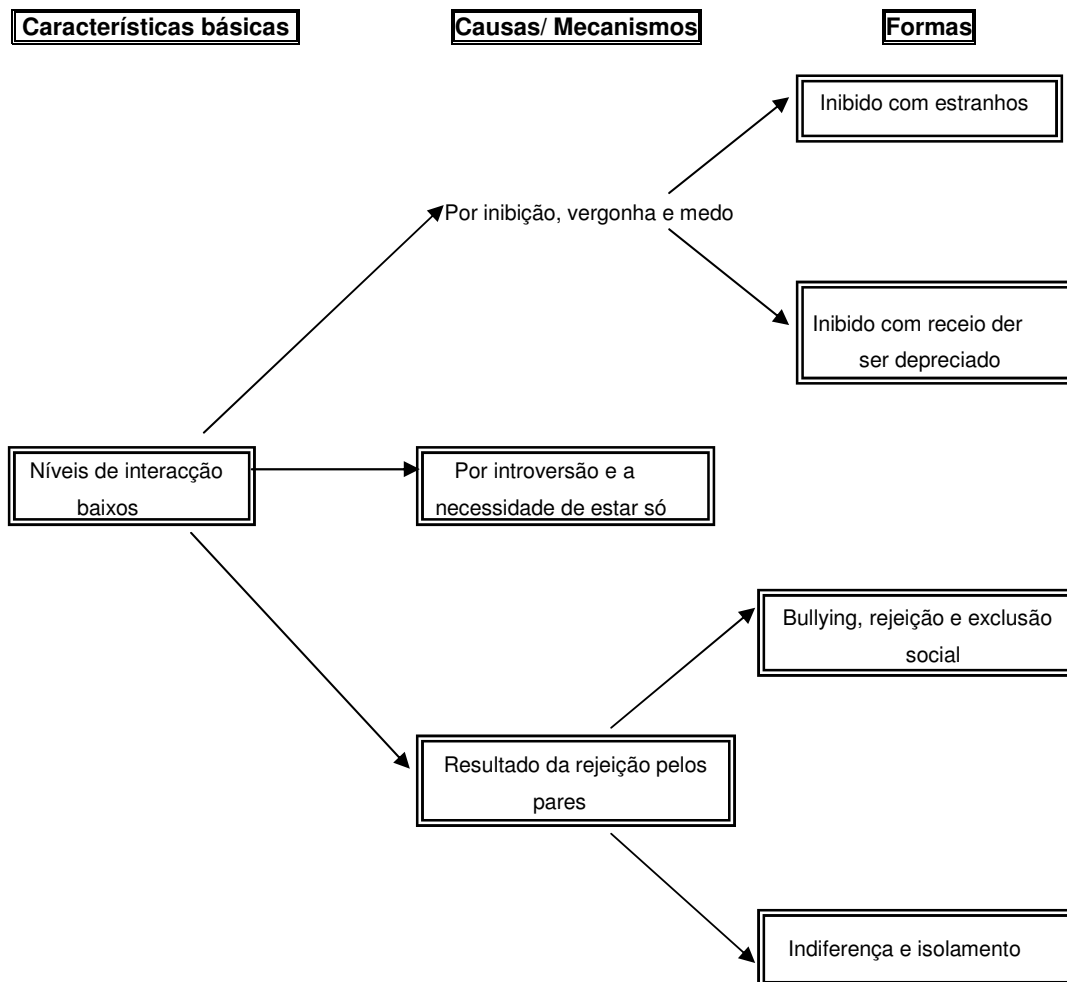 Características básicas
Causas/ Mecanismos
Formas
Inibido com estranhos
Por inibição, vergonha e medo
Inibido com receio der
ser depreciado
Níveis de interacção
baixos
Por introversão e a
necessidade de estar só
Bullying, rejeição e exclusão
social
Resultado da rejeição pelos
pares
Indiferença e isolamento